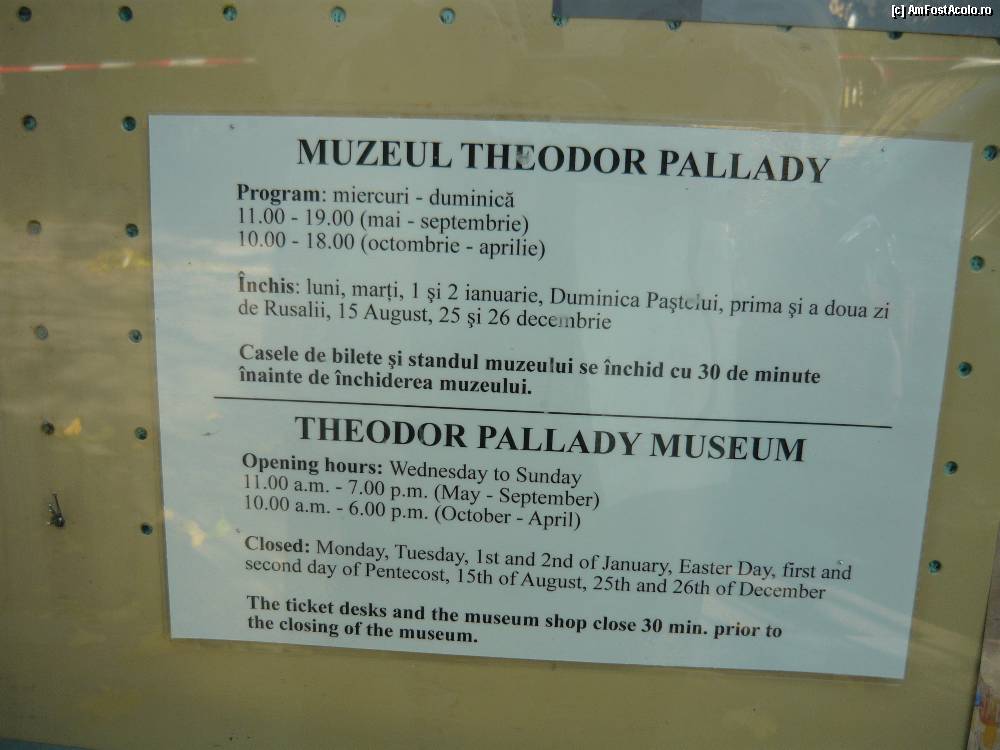 [c] AmFostAcolo.ro
MUZEUL THEODOR PALLADY
Program: miercuri - duminică
11.00 - 19.00 (mai - septembrie)
10.00 - 18.00 (octombrie - aprilie)
Închis: luni, marți, 1 şi 2 ianuarie, Duminica Paştelui, prima şi a doua zi
de Rusalii, 15 August, 25 şi 26 decembrie
Casele de bilete şi standul muzeului se închid cu 30 de minute
înainte de închiderea muzeului.
THEODOR PALLADY MUSEUM
Opening hours: Wednesday to Sunday
11.00 a.m. - 7.00 p.m. (May - September)
10.00 a.m. - 6.00 p.m. (October - April)
Closed: Monday, Tuesday, 1st and 2nd of January, Easter Day, first and
second day of Pentecost, 15th of August, 25th and 26th of December
The ticket desks and the museum shop close 30 min. prior to
the closing of the museum.